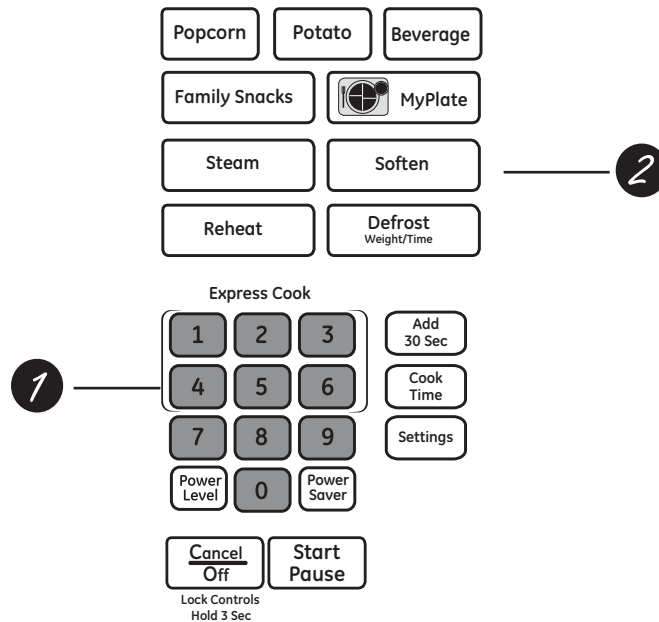 Popcorn
Potato
Beverage
Family Snacks
MyPlate
Steam
Soften
2
Reheat
Defrost
Weight/Time
Express Cook
1
2
3
Add
30 Sec
1
4
5
6
Cook
Time
7
8
9
Settings
Power
Level
0
Power
Saver
Cancel
Off
Start
Pause
Lock Controls
Hold 3 Sec